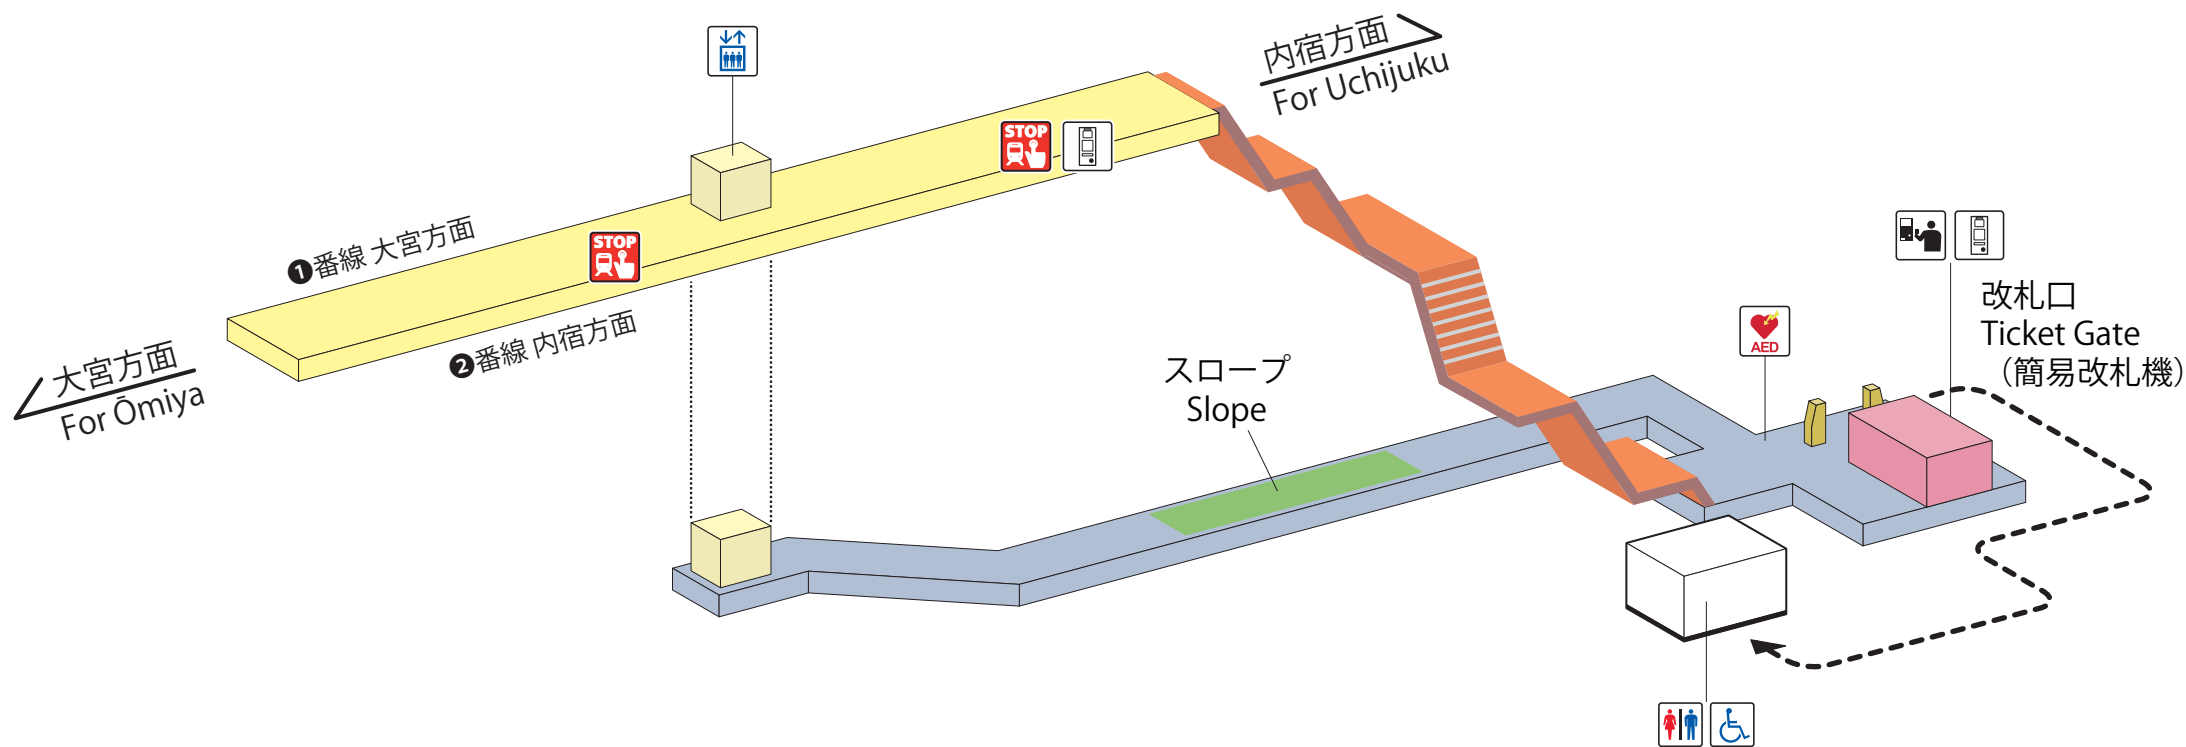 内宿方面
For Uchijuku
STOP
STOP
❶番線 大宮方面
❷番線 内宿方面
大宮方面
For Ōmiya
スロープ
Slope
AED
改札口
Ticket Gate
（簡易改札機）